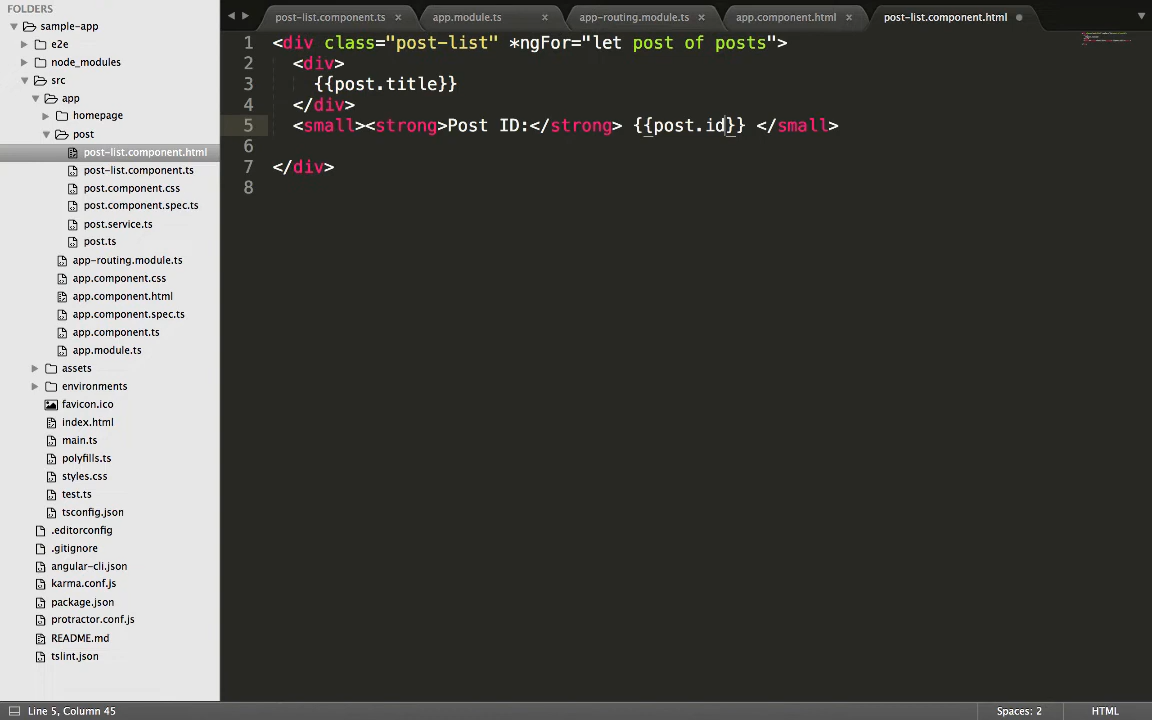 FOLDERS
sample-app
e2e
node_modules
src
app
homepage
post
post-list.component.html
post-list.component.ts
post.component.css
post.component.spec.ts
post.service.ts
post.ts
app-routing.module.ts
app.component.css
app.component.html
app.component.spec.ts
app.component.ts
app.module.ts
assets
environments
favicon.ico
index.html
main.ts
polyfills.ts
styles.css
test.ts
tsconfig.json
.editorconfig
.gitignore
angular-cli.json
karma.conf.js
package.json
protractor.conf.js
README.md
tslint.json
post-list.component.ts × app.module.ts × app-routing.module.ts × app.component.html × post-list.component.html
1 <div class="post-list" *ngFor="let post of posts">
2 <div>
3 {{post.title}}
4 </div>
5 <small><strong>Post ID:</strong> {{post.id}} </small>
6
7 </div>
8
Line 5, Column 45 Spaces: 2 HTML